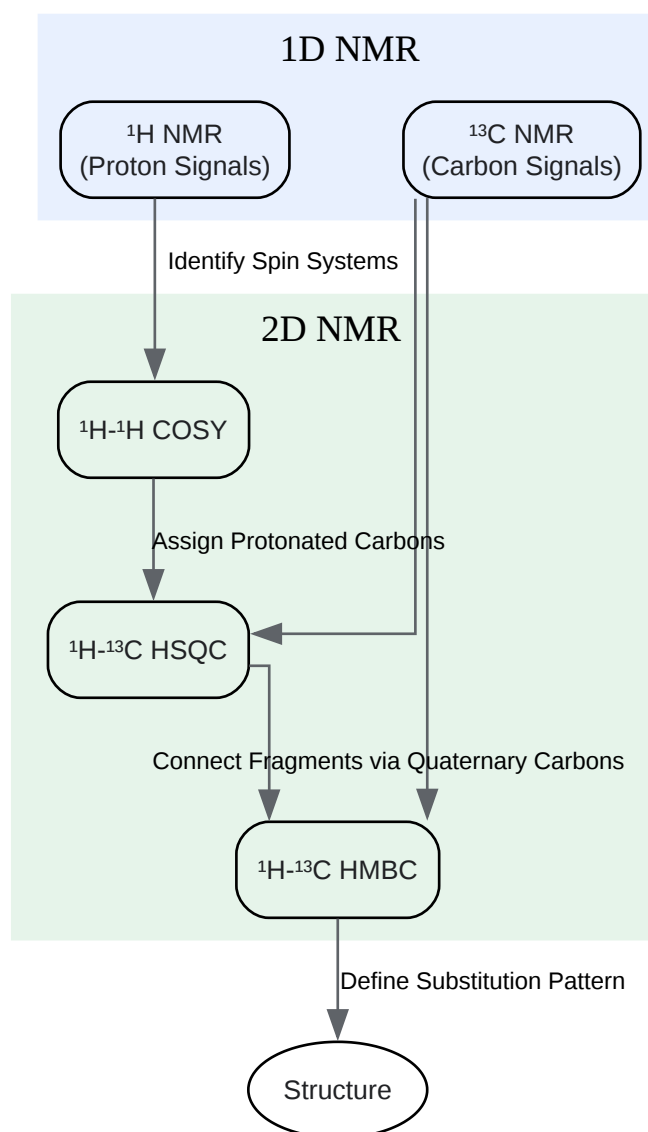 1D NMR
¹H NMR
(Proton Signals)
¹³C NMR
(Carbon Signals)
Identify Spin Systems
2D NMR
¹H-¹H COSY
Assign Protonated Carbons
¹H-¹³C HSQC
Connect Fragments via Quaternary Carbons
¹H-¹³C HMBC
Define Substitution Pattern
Structure